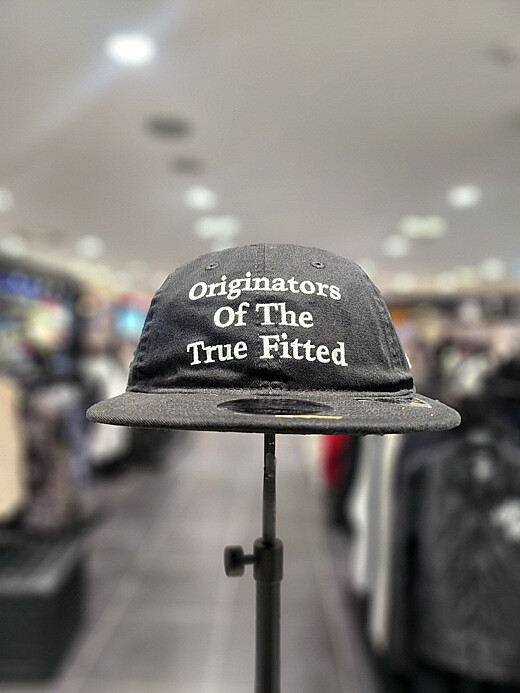 Originators
Of The
True Fitted